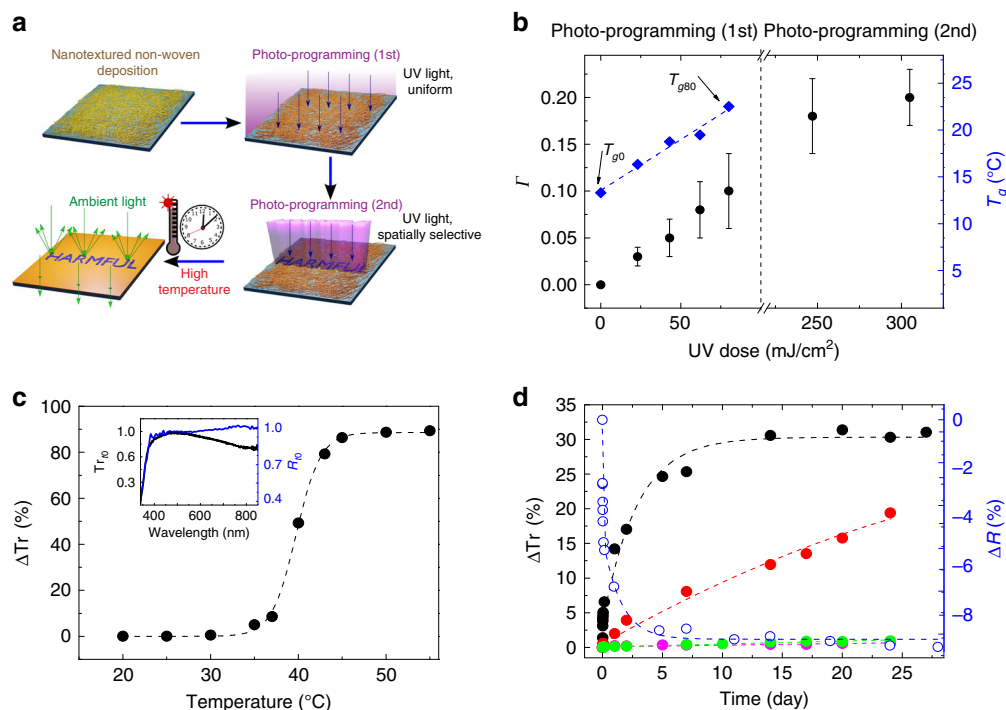 a
Nanotextured non-woven
deposition
Photo-programming (1st)
UV light,
uniform
Ambient light
Photo-programming (2nd)
UV light,
spatially selective
HARMFUL
HARMFUL
High
temperature
b
Photo-programming (1st) Photo-programming (2nd)
0.20
0.15
0.10
0.05
0.00
Γ
Tg80
Tg0
25
20
15
10
5
Tg (°C)
0 50 250 300
UV dose (mJ/cm²)
c
100
80
60
40
20
0
ΔTr (%)
1.0
0.6
0.3
Trf0
1.0
0.9
0.7
0.4
Rf0
400 600 800
Wavelength (nm)
20 30 40 50
Temperature (°C)
d
35
30
25
20
15
10
5
0
ΔTr (%)
0
−2
−4
−6
−8
ΔR (%)
0 5 10 15 20 25
Time (day)